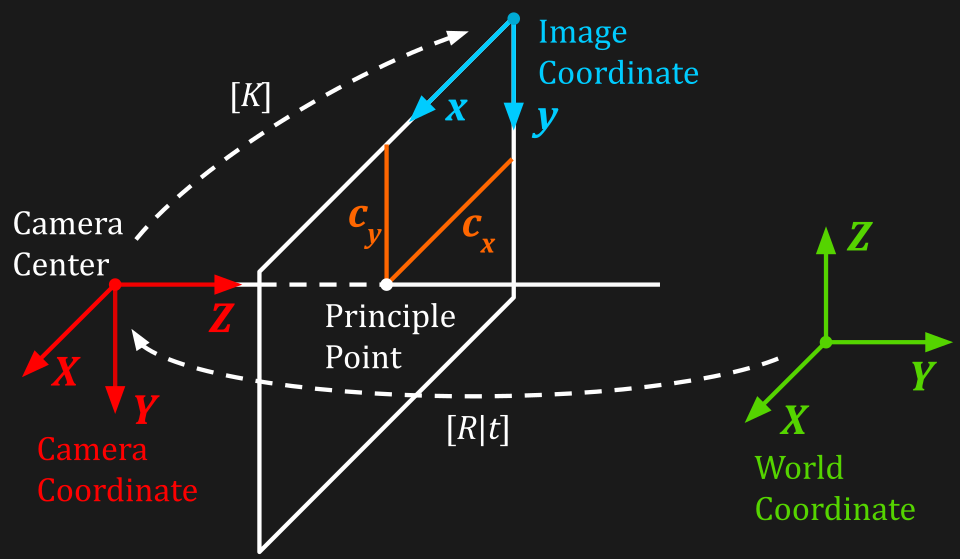 Image
Coordinate
x
y
[K]
Camera
Center
c_y
c_x
Z
Z
Principle
Point
X
Y
Y
X
[R|t]
Camera
Coordinate
World
Coordinate